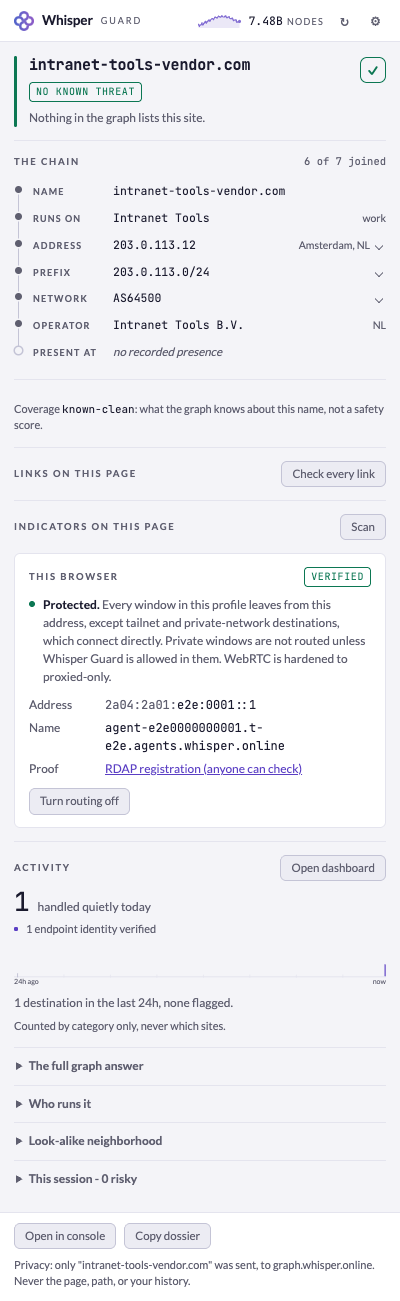 Whisper GUARD 7.48B NODES
intranet-tools-vendor.com
NO KNOWN THREAT
Nothing in the graph lists this site.
THE CHAIN 6 of 7 joined
NAME intranet-tools-vendor.com
RUNS ON Intranet Tools work
ADDRESS 203.0.113.12 Amsterdam, NL
PREFIX 203.0.113.0/24
NETWORK AS64500
OPERATOR Intranet Tools B.V. NL
PRESENT AT no recorded presence
Coverage known-clean: what the graph knows about this name, not a safety
score.
LINKS ON THIS PAGE Check every link
INDICATORS ON THIS PAGE Scan
THIS BROWSER VERIFIED
Protected. Every window in this profile leaves from this
address, except tailnet and private-network destinations,
which connect directly. Private windows are not routed unless
Whisper Guard is allowed in them. WebRTC is hardened to
proxied-only.
Address 2a04:2a01:e2e:0001::1
Name agent-e2e0000000001.t-
e2e.agents.whisper.online
Proof RDAP registration (anyone can check)
Turn routing off
ACTIVITY Open dashboard
1 handled quietly today
1 endpoint identity verified
24h ago now
1 destination in the last 24h, none flagged.
Counted by category only, never which sites.
The full graph answer
Who runs it
Look-alike neighborhood
This session - 0 risky
Open in console Copy dossier
Privacy: only "intranet-tools-vendor.com" was sent, to graph.whisper.online.
Never the page, path, or your history.